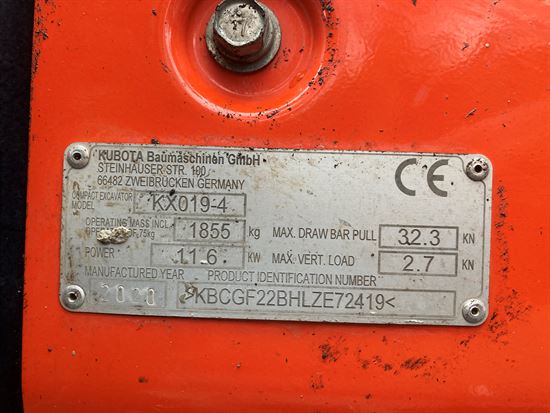 KUBOTA Baumaschinen GmbH
STEINHAUSER STR. 100
66482 ZWEIBRÜCKEN GERMANY
CE
COMPACT EXCAVATOR
MODEL KX019-4
OPERATING MASS INCL 1855 kg MAX. DRAW BAR PULL 32.3 KN
75kg
POWER 11.6 KW MAX. VERT. LOAD 2.7 KN
MANUFACTURED YEAR PRODUCT IDENTIFICATION NUMBER
2020 >KBCGF22BHLZE72419<